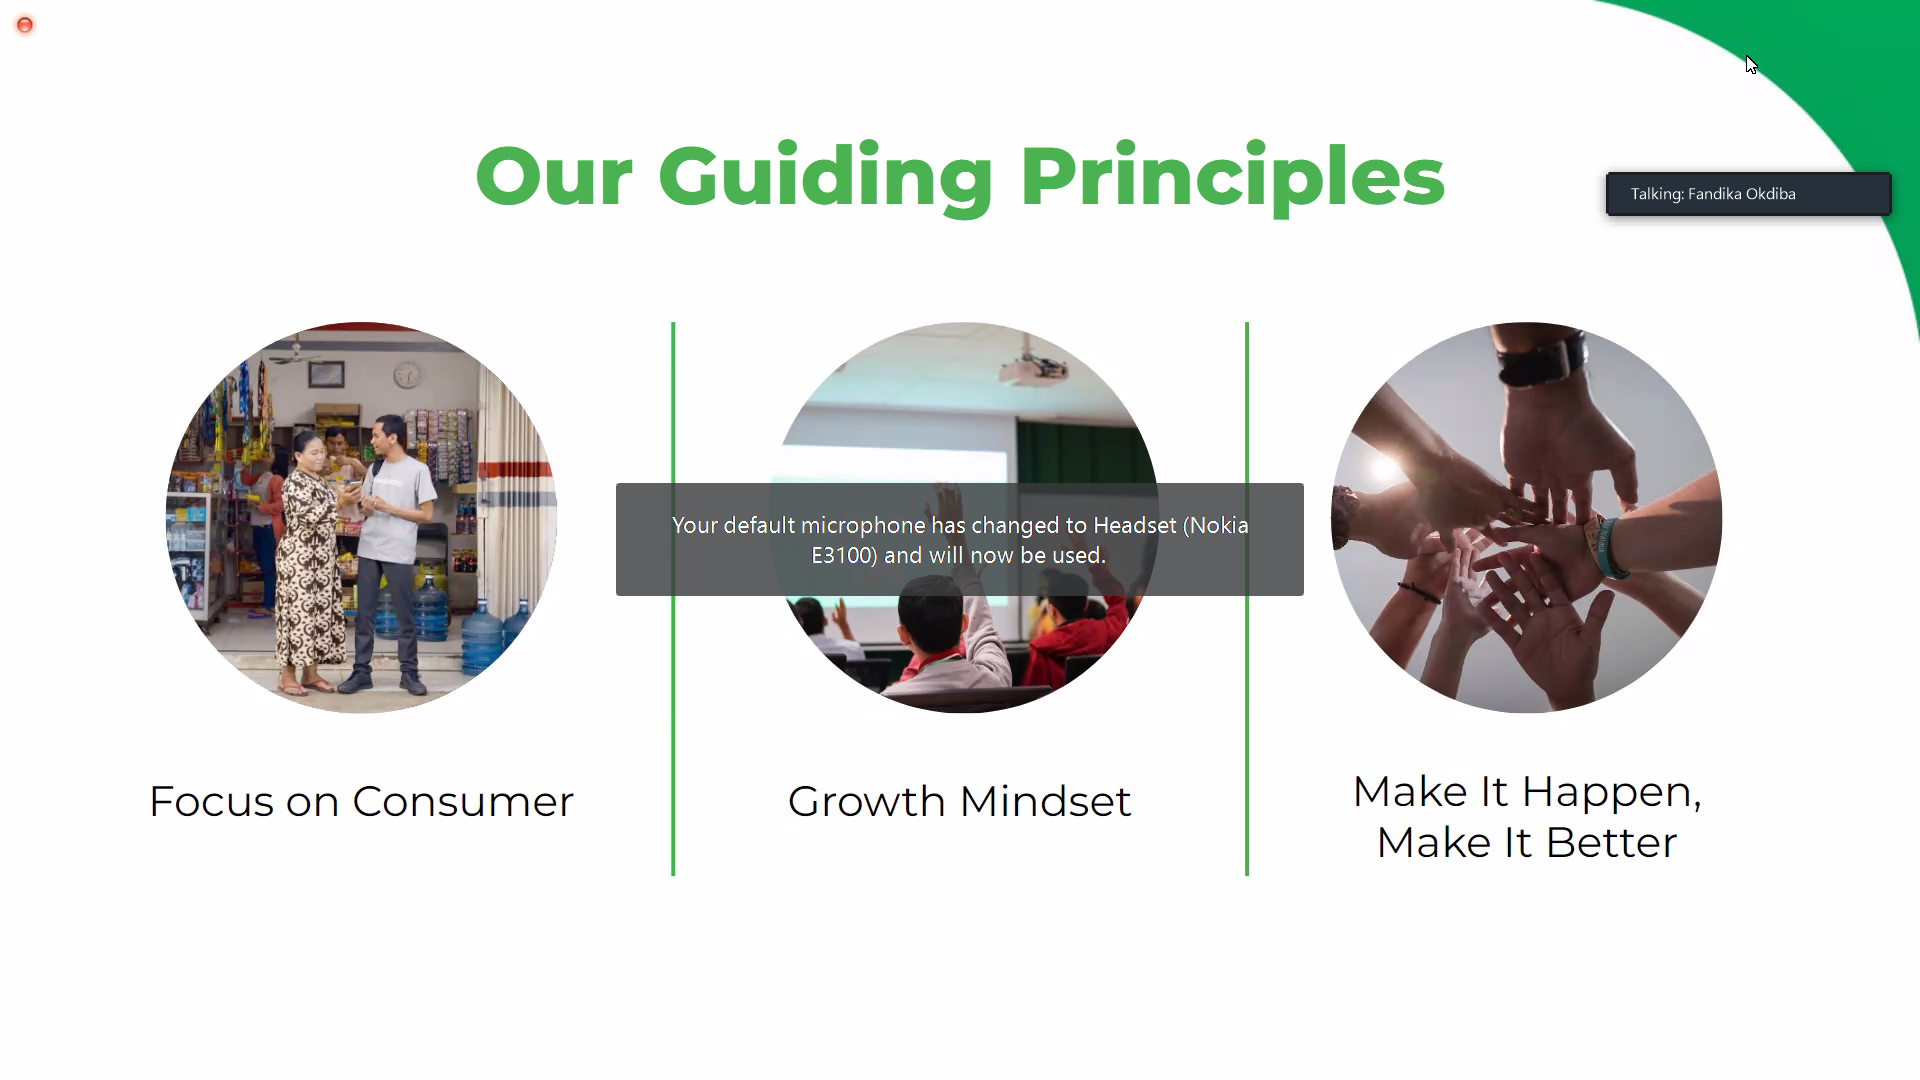 Our Guiding Principles
Talking: Fandika Okdiba
Your default microphone has changed to Headset (Nokia
E3100) and will now be used.
Focus on Consumer
Growth Mindset
Make It Happen,
Make It Better